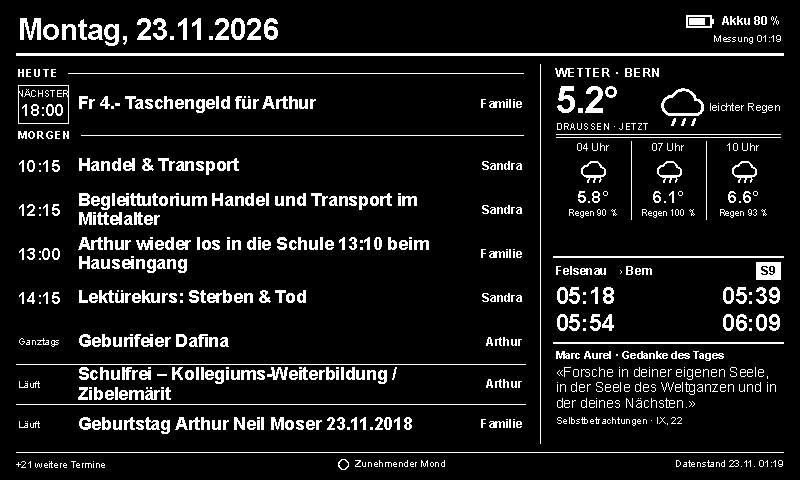 Montag, 23.11.2026
Akku 80 %
Messung 01:19
HEUTE
NÄCHSTER
18:00
Fr 4.- Taschengeld für Arthur
Familie
MORGEN
10:15
Handel & Transport
Sandra
12:15
Begleittutorium Handel und Transport im
Mittelalter
Sandra
13:00
Arthur wieder los in die Schule 13:10 beim
Hauseingang
Familie
14:15
Lektürekurs: Sterben & Tod
Sandra
Ganztags
Geburifeier Dafina
Arthur
Läuft
Schulfrei – Kollegiums-Weiterbildung /
Zibelemärit
Arthur
Läuft
Geburtstag Arthur Neil Moser 23.11.2018
Familie
WETTER · BERN
5.2°
leichter Regen
DRAUSSEN · JETZT
04 Uhr
07 Uhr
10 Uhr
5.8°
6.1°
6.6°
Regen 90 %
Regen 100 %
Regen 93 %
Felsenau › Bern
S9
05:18
05:39
05:54
06:09
Marc Aurel · Gedanke des Tages
«Forsche in deiner eigenen Seele,
in der Seele des Weltganzen und in
der deines Nächsten.»
Selbstbetrachtungen · IX, 22
+21 weitere Termine
Zunehmender Mond
Datenstand 23.11. 01:19